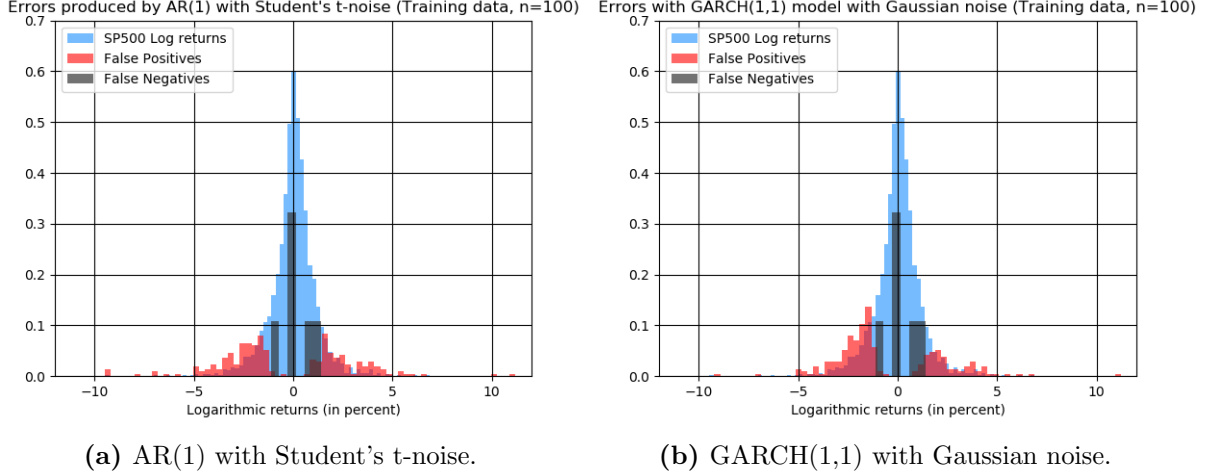 Errors produced by AR(1) with Student's t-noise (Training data, n=100)
0.7
0.6
0.5
0.4
0.3
0.2
0.1
0.0
SP500 Log returns
False Positives
False Negatives
−10
−5
0
5
10
Logarithmic returns (in percent)
(a) AR(1) with Student's t-noise.
Errors with GARCH(1,1) model with Gaussian noise (Training data, n=100)
0.7
0.6
0.5
0.4
0.3
0.2
0.1
0.0
SP500 Log returns
False Positives
False Negatives
−10
−5
0
5
10
Logarithmic returns (in percent)
(b) GARCH(1,1) with Gaussian noise.